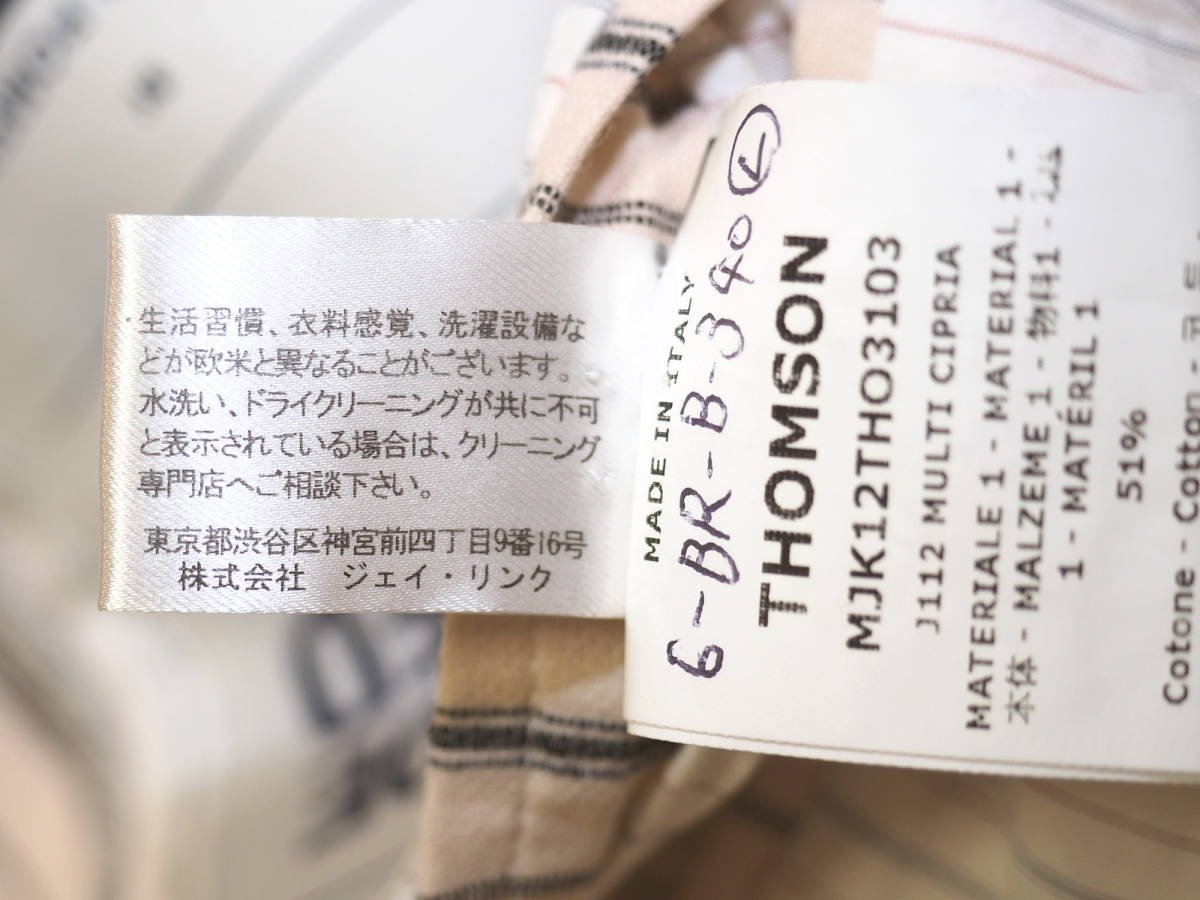 生活習慣、衣料感覚、洗濯設備な
どが欧米と異なることがございます。
水洗い、ドライクリーニングが共に不可
と表示されている場合は、クリーニング
専門店へご相談下さい。
東京都渋谷区神宮前四丁目9番16号
株式会社 ジェイ・リンク
MADE IN ITALY
6-BR-B-3 40
THOMSON
MJK12THO3103
J112 MULTI CIPRIA
MATERIALE 1 - MATERIAL 1 -
本体 - MALZEME 1 - 物料1 -
1 - MATÉRIL 1
51%
Cotone - Cotton -